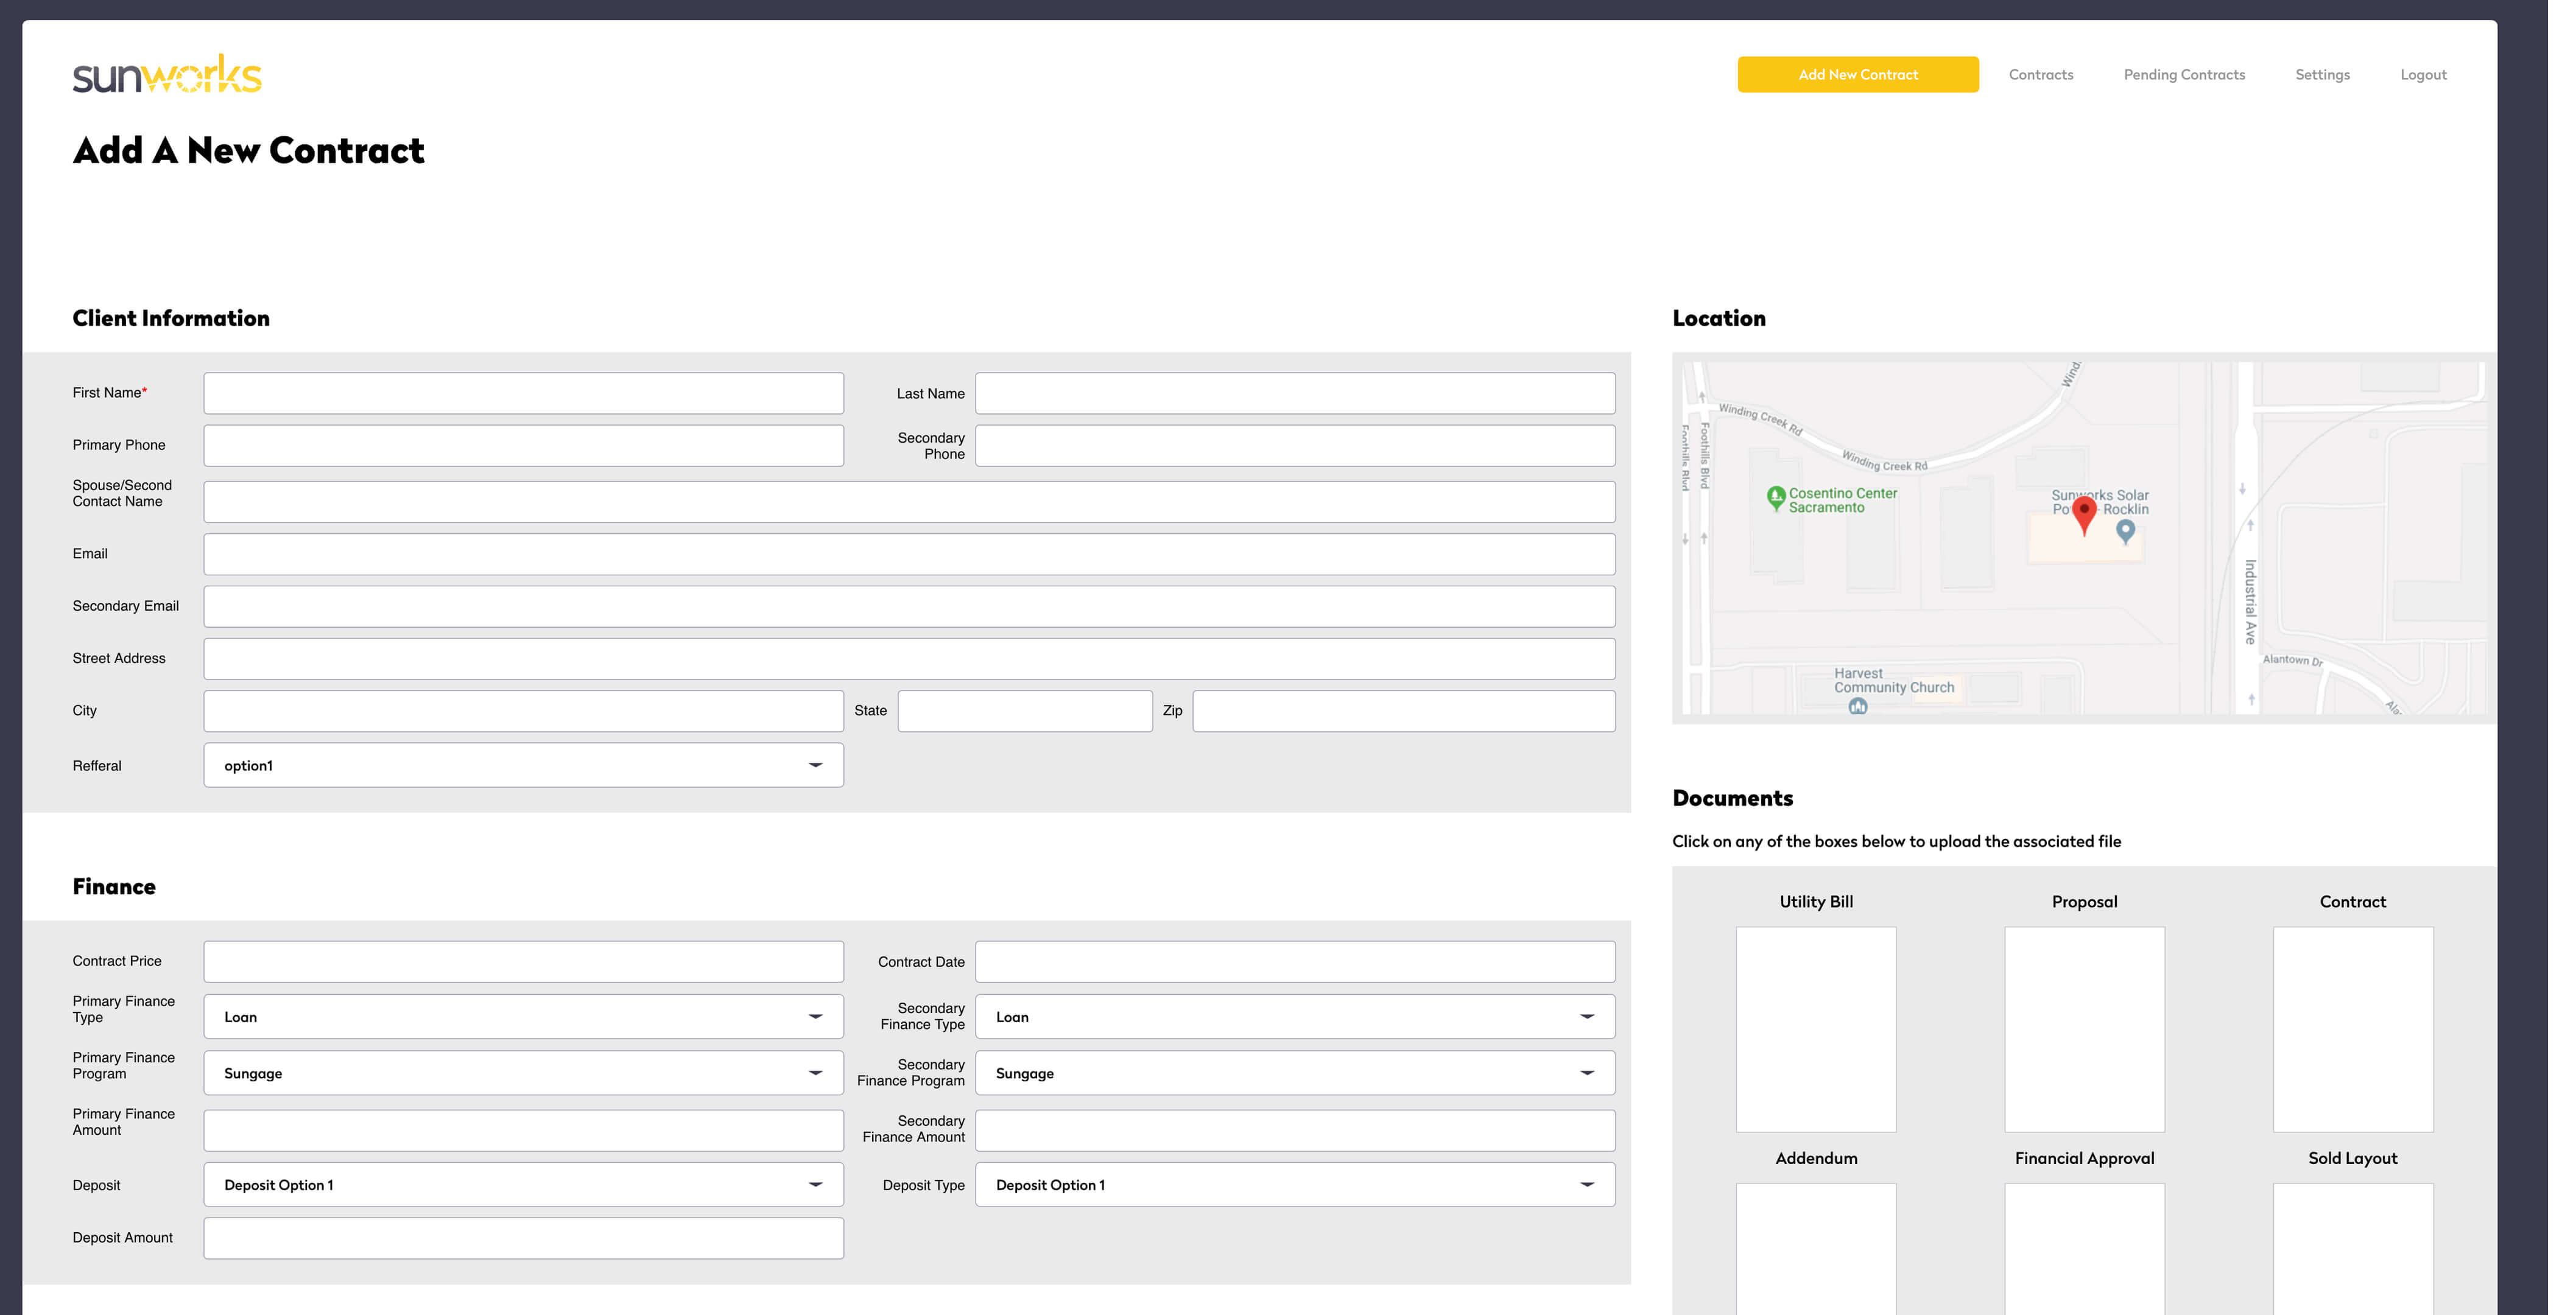 sunworks
Add New Contract
Contracts
Pending Contracts
Settings
Logout
Add A New Contract
Client Information
First Name*
Last Name
Primary Phone
Secondary
Phone
Spouse/Second
Contact Name
Email
Secondary Email
Street Address
City
State
Zip
Refferal
option1
Finance
Contract Price
Contract Date
Primary Finance
Type
Loan
Secondary
Finance Type
Loan
Primary Finance
Program
Sungage
Secondary
Finance Program
Sungage
Primary Finance
Amount
Secondary
Finance Amount
Deposit
Deposit Option 1
Deposit Type
Deposit Option 1
Deposit Amount
Location
Wind
Winding Creek Rd
Winding Creek Rd
Foothills Blvd
Foothills Blvd
Cosentino Center
Sacramento
Sunworks Solar
Po Rocklin
Industrial Ave
Alantown Dr
Ala
Harvest
Community Church
Documents
Click on any of the boxes below to upload the associated file
Utility Bill
Proposal
Contract
Addendum
Financial Approval
Sold Layout